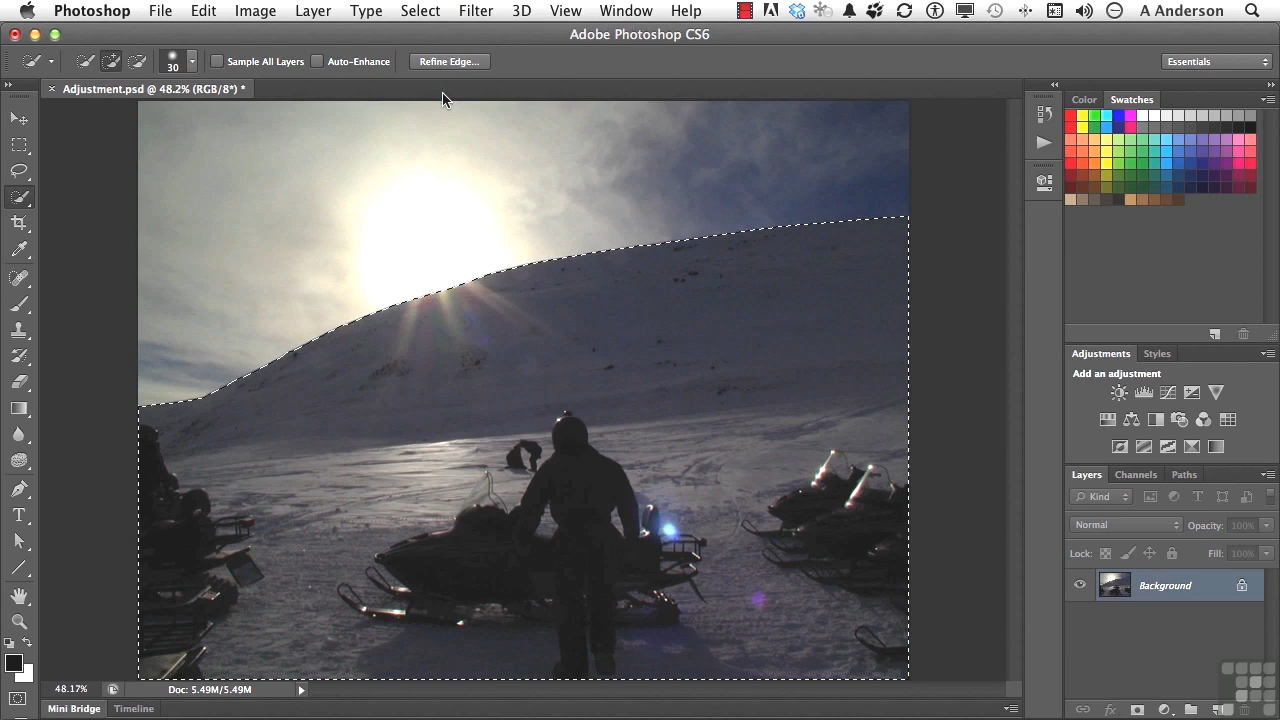 Photoshop File Edit Image Layer Type Select Filter 3D View Window Help A Anderson
Adobe Photoshop CS6
30 Sample All Layers Auto-Enhance Refine Edge... Essentials
Adjustment.psd @ 48.2% (RGB/8*) *
Color Swatches
Adjustments Styles
Add an adjustment
Layers Channels Paths
Kind
Normal Opacity: 100%
Lock: Fill: 100%
Background
48.17% Doc: 5.49M/5.49M
Mini Bridge Timeline